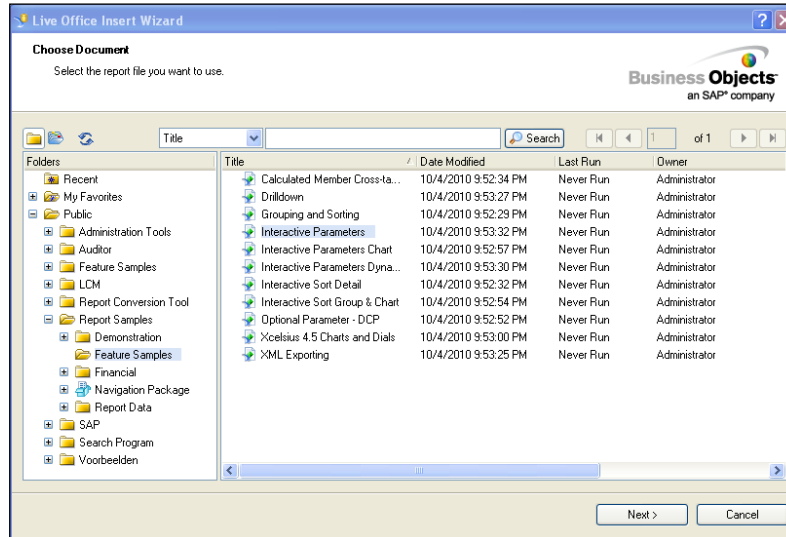 Live Office Insert Wizard
Choose Document
Select the report file you want to use.
Business Objects
an SAP® company
Title Search 1 of 1
Folders
Recent
My Favorites
Public
Administration Tools
Auditor
Feature Samples
LCM
Report Conversion Tool
Report Samples
Demonstration
Feature Samples
Financial
Navigation Package
Report Data
SAP
Search Program
Voorbeelden
Title Date Modified Last Run Owner
Calculated Member Cross-ta... 10/4/2010 9:52:34 PM Never Run Administrator
Drilldown 10/4/2010 9:53:27 PM Never Run Administrator
Grouping and Sorting 10/4/2010 9:52:29 PM Never Run Administrator
Interactive Parameters 10/4/2010 9:53:32 PM Never Run Administrator
Interactive Parameters Chart 10/4/2010 9:52:57 PM Never Run Administrator
Interactive Parameters Dyna... 10/4/2010 9:53:30 PM Never Run Administrator
Interactive Sort Detail 10/4/2010 9:52:32 PM Never Run Administrator
Interactive Sort Group & Chart 10/4/2010 9:52:54 PM Never Run Administrator
Optional Parameter - DCP 10/4/2010 9:52:52 PM Never Run Administrator
Xcelsius 4.5 Charts and Dials 10/4/2010 9:53:00 PM Never Run Administrator
XML Exporting 10/4/2010 9:53:25 PM Never Run Administrator
Next > Cancel